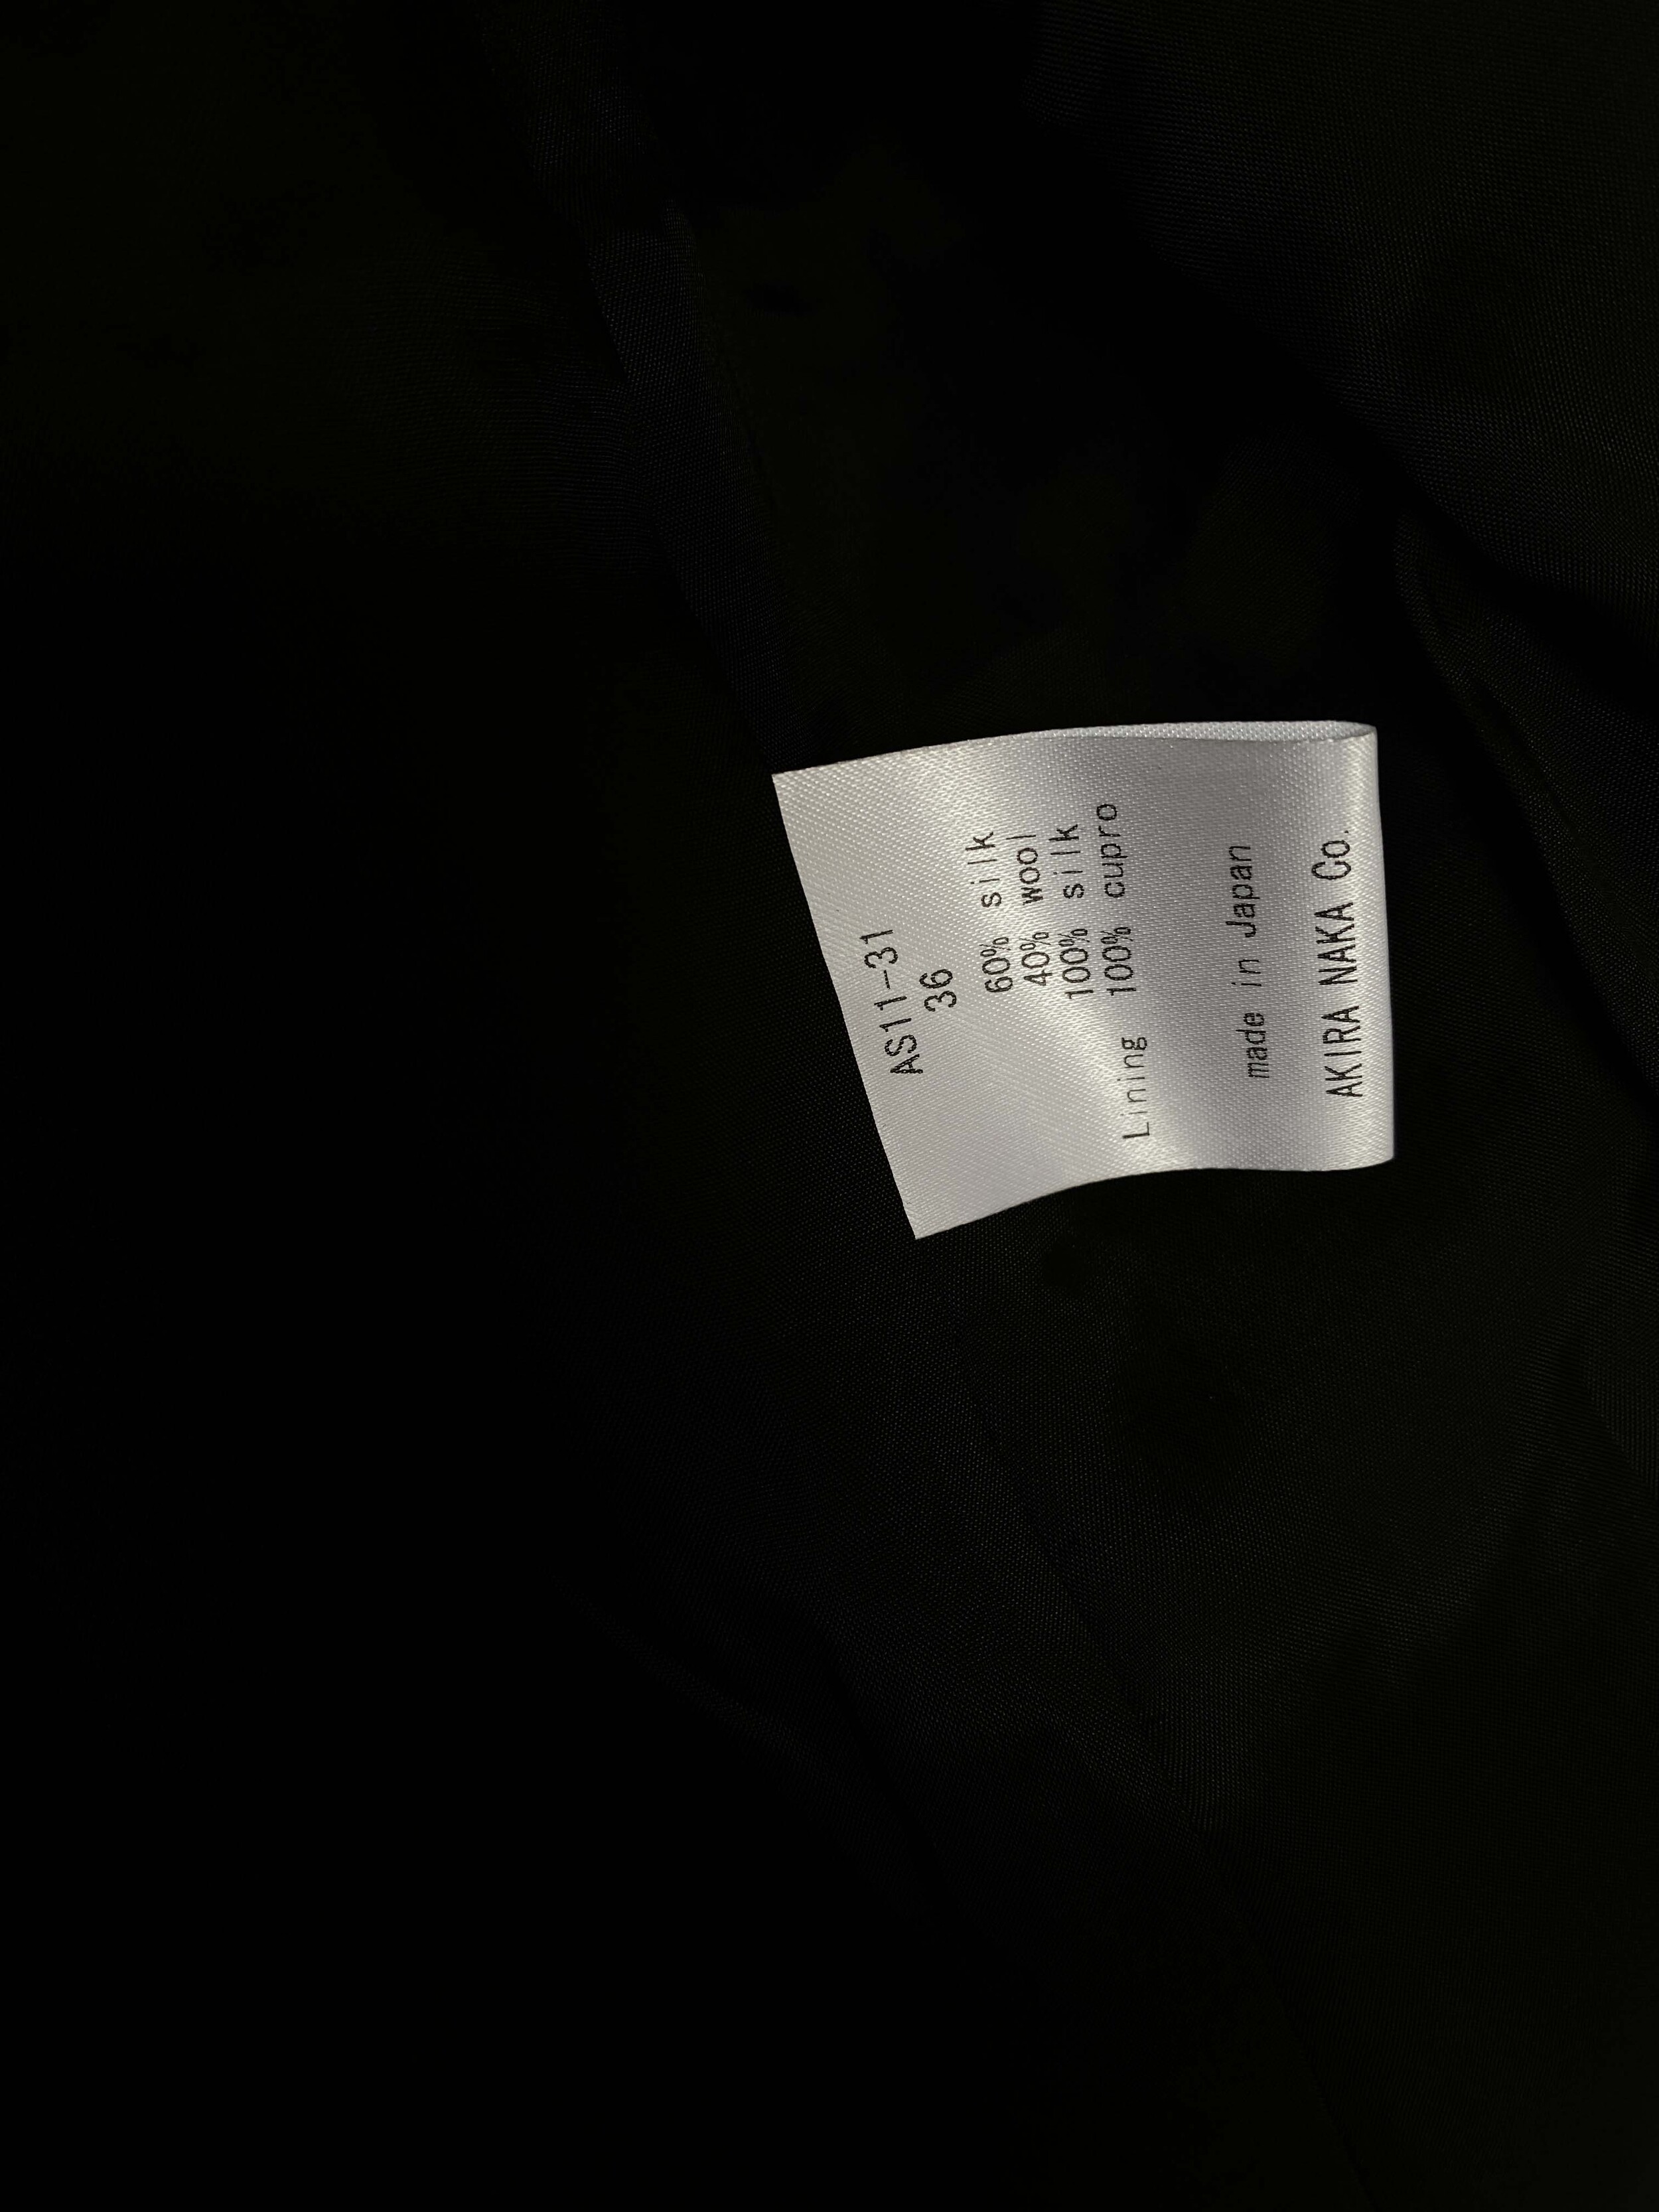 AS11-31
36
60% silk
40% wool
100% silk
Lining 100% cupro
made in Japan
AKIRA NAKA Co.